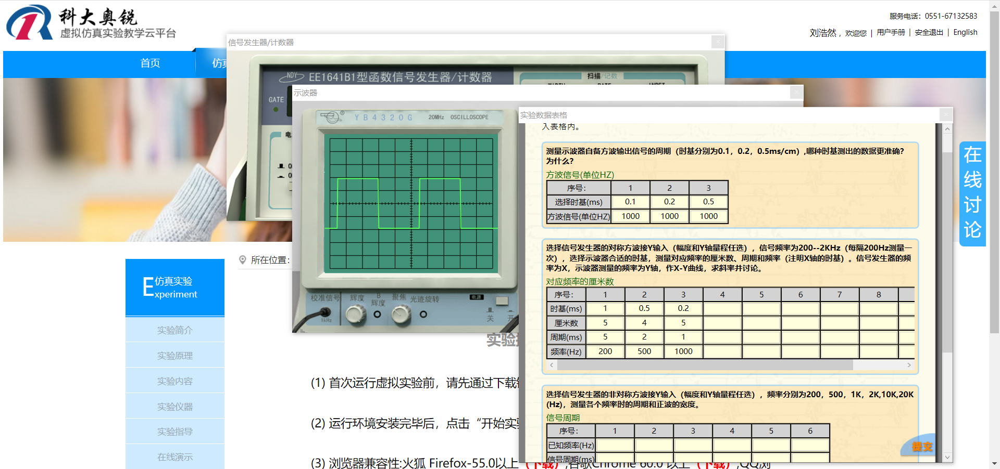 科大奥锐
虚拟仿真实验教学云平台
服务电话：0551-67132583
刘浩然，欢迎您 | 用户手册 | 安全退出 | English
首页
仿真
信号发生器/计数器
NDY EE1641B1型函数信号发生器/计数器
扫描/记数
GATE
示波器
YB4320G 20MHz OSCILLOSCOPE
校准信号
辉度
B
辉度
聚焦
光迹旋转
电源
1kHz
关
开
实验数据表格
入表格内。
测量示波器自备方波输出信号的周期（时基分别为0.1，0.2，0.5ms/cm）,哪种时基测出的数据更准确？
为什么？
方波信号(单位HZ)
序号： 1 2 3
选择时基(ms) 0.1 0.2 0.5
方波信号(单位HZ) 1000 1000 1000
选择信号发生器的对称方波接Y输入（幅度和Y轴量程任选），信号频率为200--2KHz（每隔200Hz测量一
次），选择示波器合适的时基，测量对应频率的厘米数、周期和频率（注明X轴的时基）。信号发生器的频
率为X，示波器测量的频率为Y轴，作X-Y曲线，求斜率并讨论。
对应频率的厘米数
序号： 1 2 3 4 5 6 7 8
时基(ms) 1 0.5 0.2
厘米数 5 4 5
周期(ms) 5 2 1
频率(Hz) 200 500 1000
选择信号发生器的非对称方波接Y输入（幅度和Y轴量程任选），频率分别为200，500，1K，2K,10K,20K
(Hz)，测量各个频率时的周期和正波的宽度。
信号周期
序号： 1 2 3 4 5 6
已知频率(Hz)
信号周期(ms)
提交
在线讨论
所在位置：
E 仿真实验
xperiment
实验简介
实验原理
实验内容
实验仪器
实验指导
在线演示
实验
(1) 首次运行虚拟实验前，请先通过下载
(2) 运行环境安装完毕后，点击“开始实
(3) 浏览器兼容性:火狐 Firefox-55.0以上（下载）,谷歌Chrome 60.0 以上（下载）,QQ浏